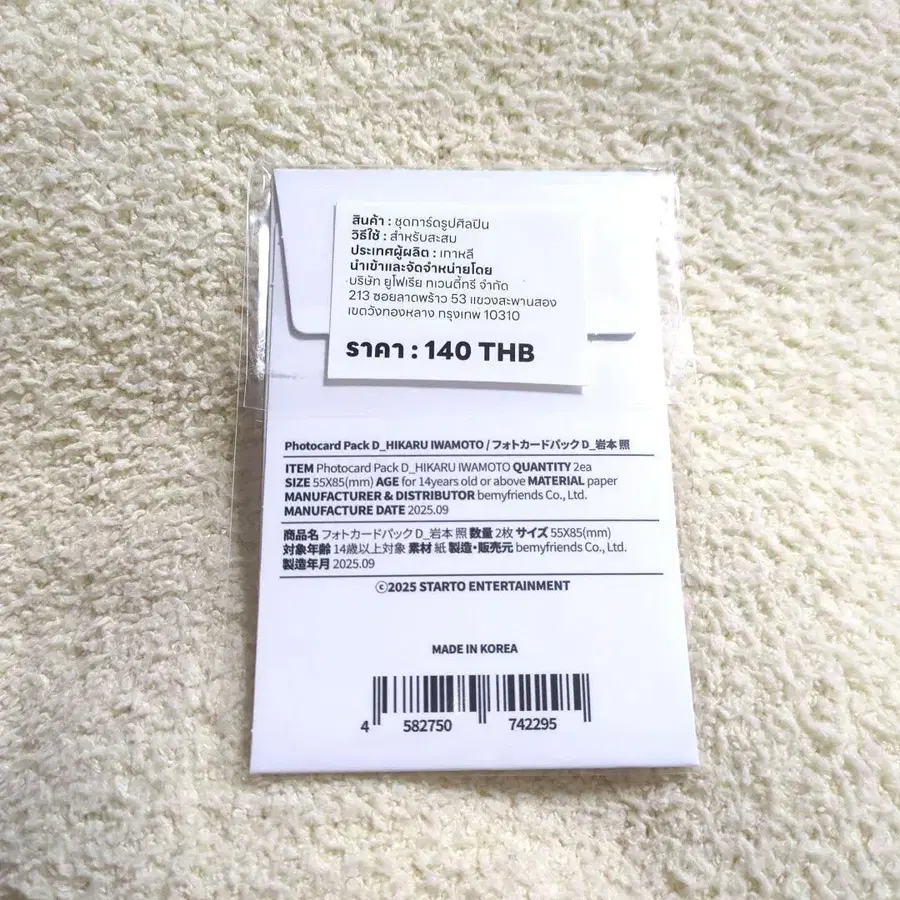 สินค้า : ชุดการ์ดรูปศิลปิน
วิธีใช้ : สำหรับสะสม
ประเทศผู้ผลิต : เกาหลี
นำเข้าและจัดจำหน่ายโดย
บริษัท ยูโฟเรีย ทเวนตี้ทรี จำกัด
213 ซอยลาดพร้าว 53 แขวงสะพานสอง
เขตวังทองหลาง กรุงเทพ 10310
ราคา : 140 THB
Photocard Pack D_HIKARU IWAMOTO / フォトカードパック D_岩本 照
ITEM Photocard Pack D_HIKARU IWAMOTO QUANTITY 2ea
SIZE 55X85(mm) AGE for 14years old or above MATERIAL paper
MANUFACTURER & DISTRIBUTOR bemyfriends Co., Ltd.
MANUFACTURE DATE 2025.09
商品名 フォトカードパック D_岩本 照 数量 2枚 サイズ 55X85(mm)
対象年齢 14歳以上対象 素材 紙 製造・販売元 bemyfriends Co., Ltd.
製造年月 2025.09
ⓒ2025 STARTO ENTERTAINMENT
MADE IN KOREA
4 582750 742295